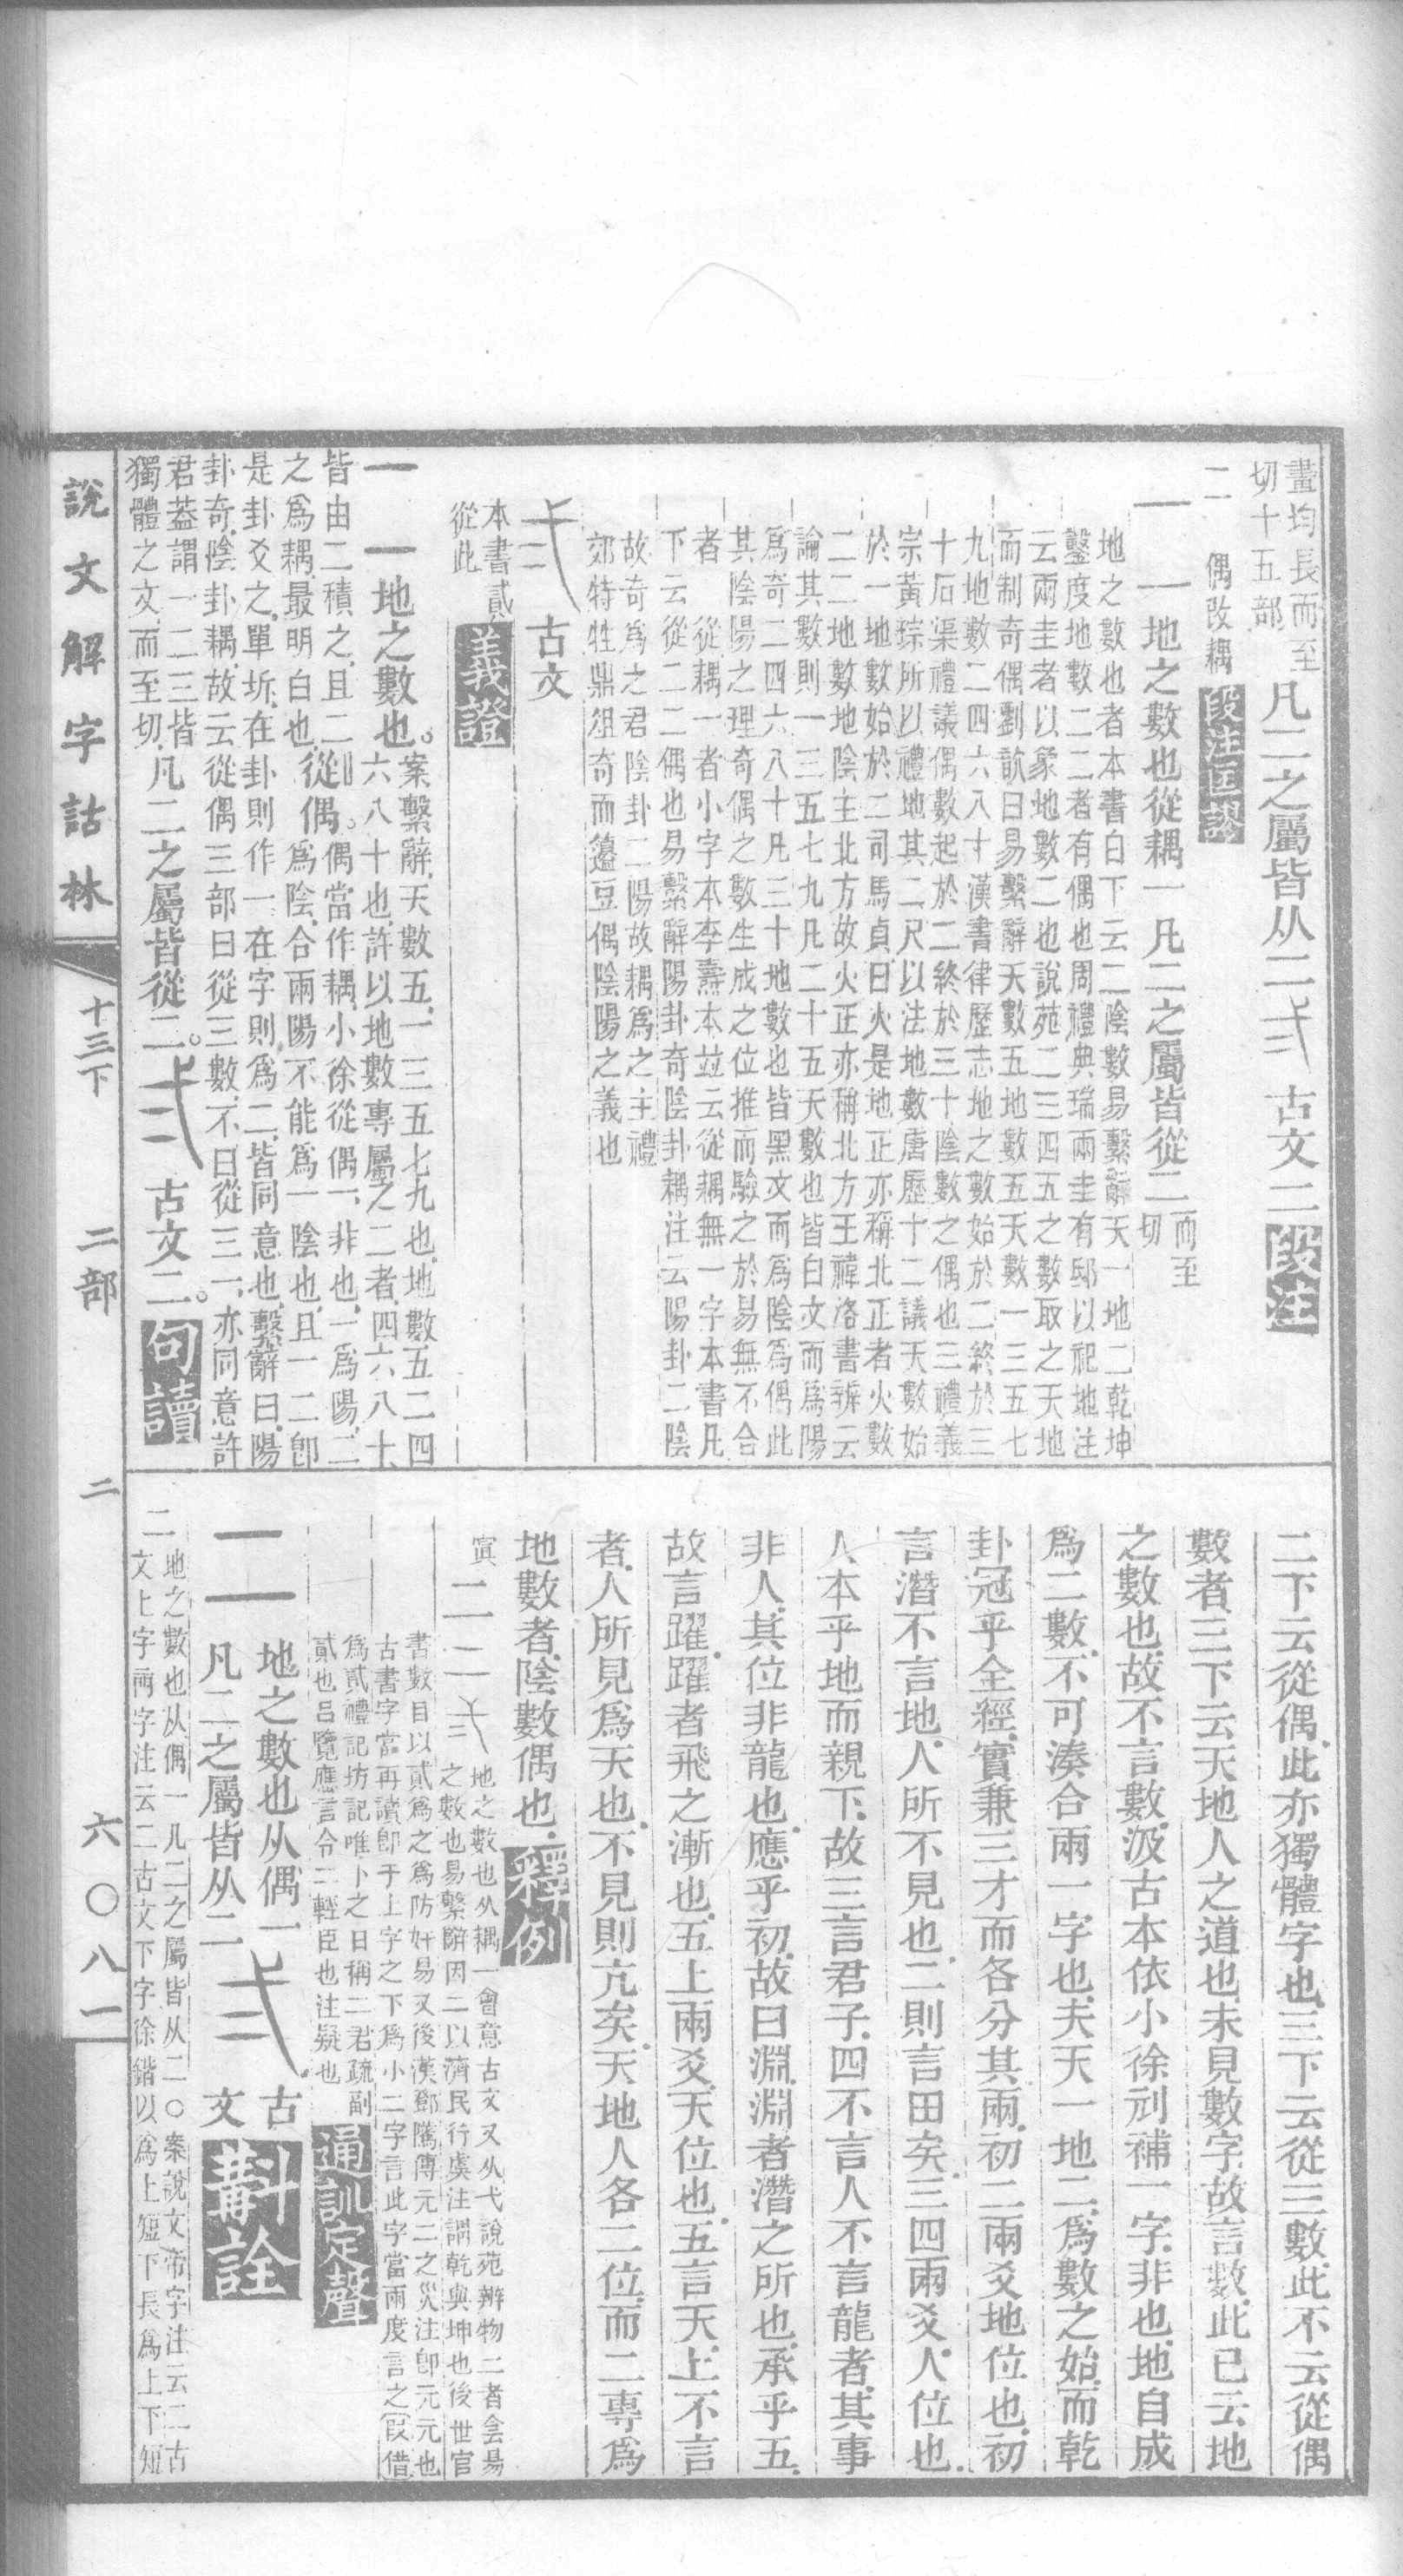 畫均長而至
切十五部
凡二之屬皆从二弍古文二段注
二 偶改耦 段注匡謬
二 地之數也從耦一凡二之屬皆從二而至切
地之數也者本書白下云二陰數易繫辭天一地二乾坤
鑿度地數二二者有偶也周禮典瑞兩圭有邸以祀地注
云兩圭者以象地數二也說苑二三四五之數取之天地
而制奇偶劉歆曰易繫辭天數五地數五天數一三五七
九地數二四六八十漢書律歷志地之數始於二終於三
十石渠禮議偶數起於二終於三十陰數之偶也三禮義
宗黃琮所以禮地其二尺以法地數唐歷十二議天數始
於一地數始於二司馬貞曰火是地正亦稱北正者火數
二二地數地陰主北方故火正亦稱北方王禕洛書辨云
論其數則一三五七九凡二十五天數也皆白文而爲陽
爲奇二四六八十凡三十地數也皆黑文而爲陰爲偶此
其陰陽之理奇偶之數生成之位推而驗之於易無不合
者 從耦一者小字本李燾本竝云從耦無一字本書凡
下云從二二偶也易繫辭陽卦奇陰卦耦注云陽卦二陰
故奇爲之君陰卦二陽故耦爲之主禮
郊特牲鼎俎奇而籩豆偶陰陽之義也
弍 古文
本書貳
從此 義證
二 地之數也。案繫辭、天數五、一三五七九也、地數五二四
六八十也、許以地數專屬之二者、四六八十、
皆由二積之、且二
從偶。偶當作耦、小徐從偶一、非也、一爲陽、二
之爲耦、最明白也、
爲陰、合兩陽不能爲一陰也、且一二卽
是卦爻之單坼、在卦則作一、在字則爲二、皆同意也、繫辭曰、陽
卦奇、陰卦耦、故云從偶三部曰從三數、不曰從三一、亦同意許
君葢謂一二三皆
獨體之文、而至切、
凡二之屬皆從二。弍古文二。句讀
二下云從偶、此亦獨體字也、三下云從三數此不云從偶
數者、三下云天地人之道也、未見數字、故言數、此已云地
之數也、故不言數、汲古本依小徐刓補一字、非也、地自成
爲二數、不可湊合兩一字也、夫天一地二、爲數之始、而乾
卦冠乎全經、實兼三才而各分其兩、初二兩爻地位也、初
言潛不言地、人所不見也、二則言田矣、三四兩爻、人位也、
人本乎地而親下、故三言君子、四不言人不言龍者、其事
非人、其位非龍也、應乎初、故曰淵、淵者潛之所也、承乎五、
故言躍、躍者飛之漸也、五上兩爻、天位也、五言天、上不言
者、人所見爲天也、不見則亢矣、天地人各二位、而二專爲
地數者、陰數偶也、釋例
二二弍 地之數也从耦一會意古文又从弋說苑辨物二者侌昜
之數也易繫辭因二以濟民行虞注謂乾與坤也後世官
書數目以貳爲之爲防奸易又後漢鄧騭傳元二之災注卽元元也
古書字當再讀卽于上字之下爲小二字言此字當兩度言之(叚借)
爲貳禮記坊記唯卜之日稱二君疏副
貳也呂覽應言令二輕臣也注疑也 通訓定聲
二 地之數也从偶一
凡二之屬皆从二 弍 古文 斠詮
二 地之數也从偶一凡二之屬皆从二○案說文帝字注云二古
文上字兩字注云二古文下字徐鍇以爲上短下長爲上下短
說文解字詁林 十三下 二部 二 六〇八一